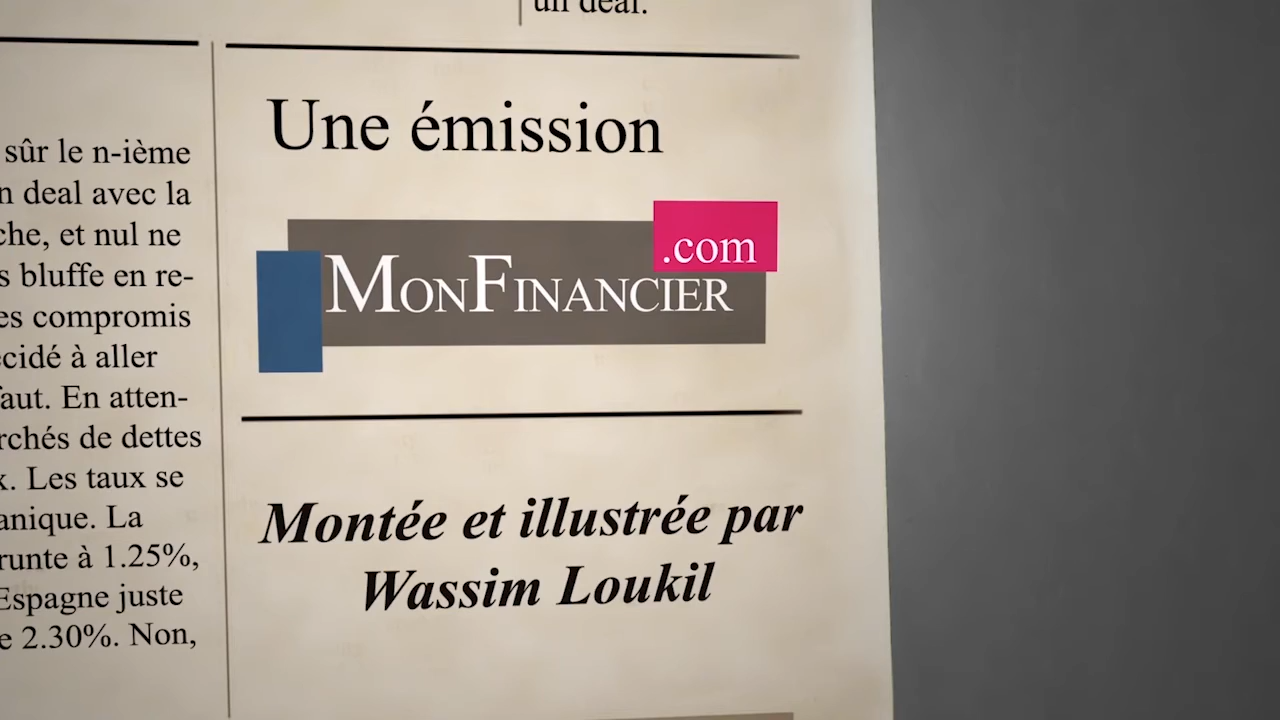 un deal.
sûr le n-ième
n deal avec la
che, et nul ne
s bluffe en re-
es compromis
cidé à aller
faut. En atten-
rchés de dettes
x. Les taux se
anique. La
runte à 1.25%,
Espagne juste
e 2.30%. Non,
Une émission
MONFINANCIER
.com
Montée et illustrée par
Wassim Loukil